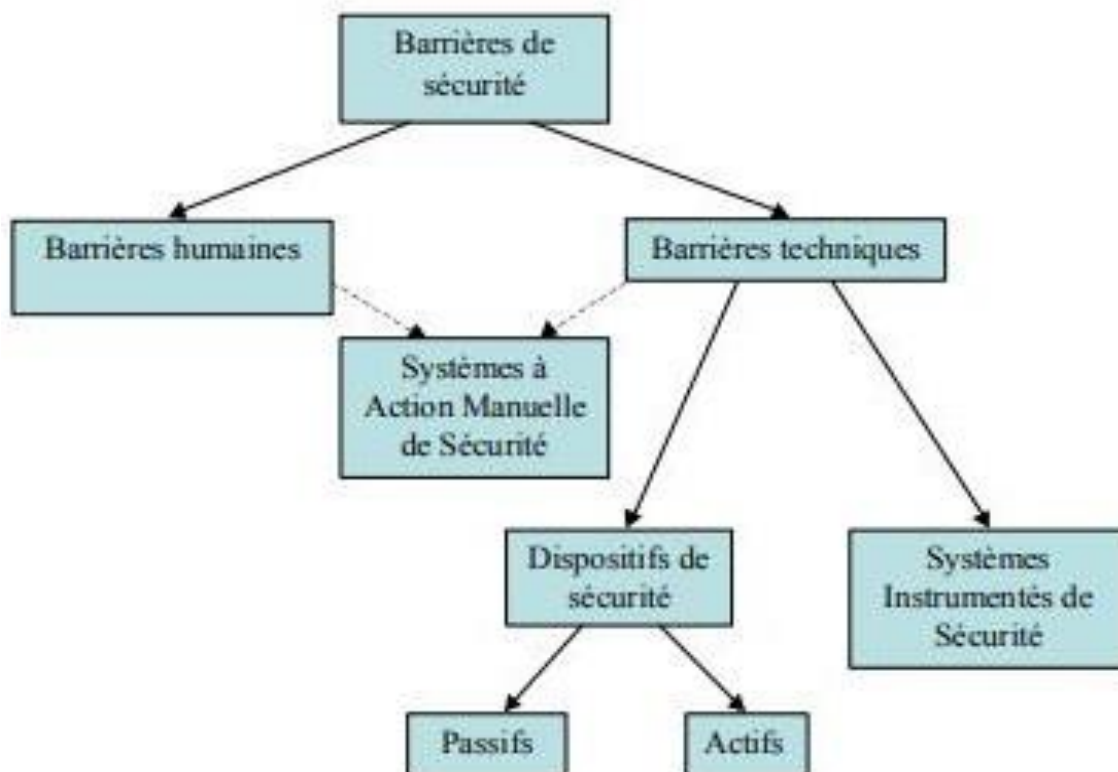 Barrières de
sécurité
Barrières humaines
Barrières techniques
Systèmes à
Action Manuelle
de Sécurité
Dispositifs de
sécurité
Systèmes
Instrumentés de
Sécurité
Passifs
Actifs